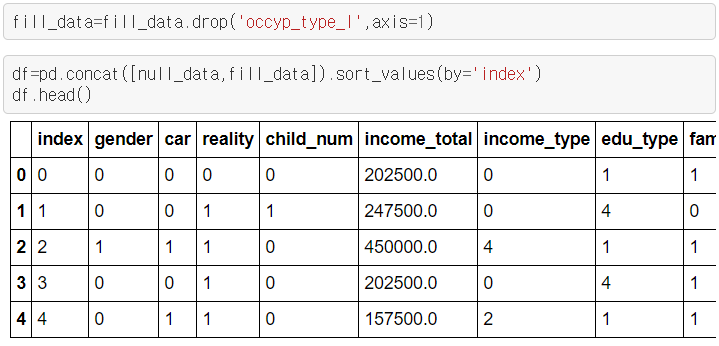 fill_data=fill_data.drop('occyp_type_l',axis=1)
df=pd.concat([null_data,fill_data]).sort_values(by='index')
df.head()
index gender car reality child_num income_total income_type edu_type fam
0 0 0 0 0 0 202500.0 0 1 1
1 1 0 0 1 1 247500.0 0 4 0
2 2 1 1 1 0 450000.0 4 1 1
3 3 0 0 1 0 202500.0 0 4 1
4 4 0 1 1 0 157500.0 2 1 1